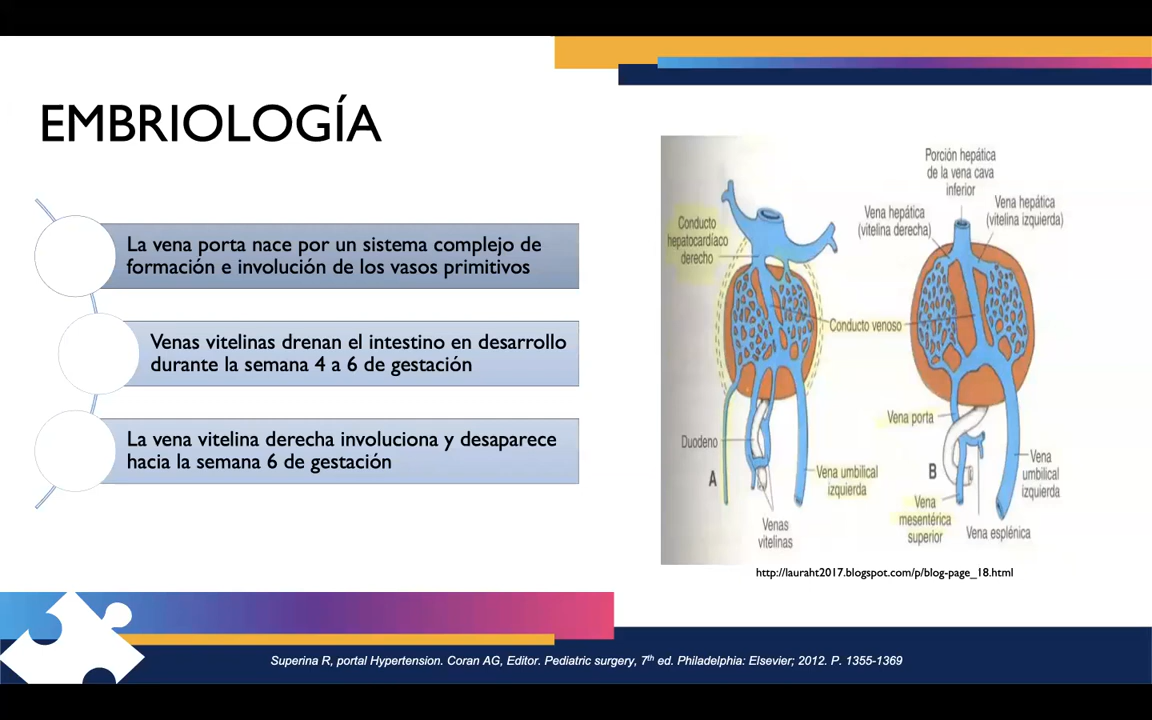 EMBRIOLOGÍA
La vena porta nace por un sistema complejo de
formación e involución de los vasos primitivos
Venas vitelinas drenan el intestino en desarrollo
durante la semana 4 a 6 de gestación
La vena vitelina derecha involuciona y desaparece
hacia la semana 6 de gestación
Conducto
hepatocardíaco
derecho
Porción hepática
de la vena cava
inferior
Vena hepática
(vitelina derecha)
Vena hepática
(vitelina izquierda)
Conducto venoso
Duodeno
A
Venas
vitelinas
Vena umbilical
izquierda
Vena porta
B
Vena
mesentérica
superior
Vena esplénica
Vena
umbilical
izquierda
http://lauraht2017.blogspot.com/p/blog-page_18.html
Superina R, portal Hypertension. Coran AG, Editor. Pediatric surgery, 7th ed. Philadelphia: Elsevier; 2012. P. 1355-1369